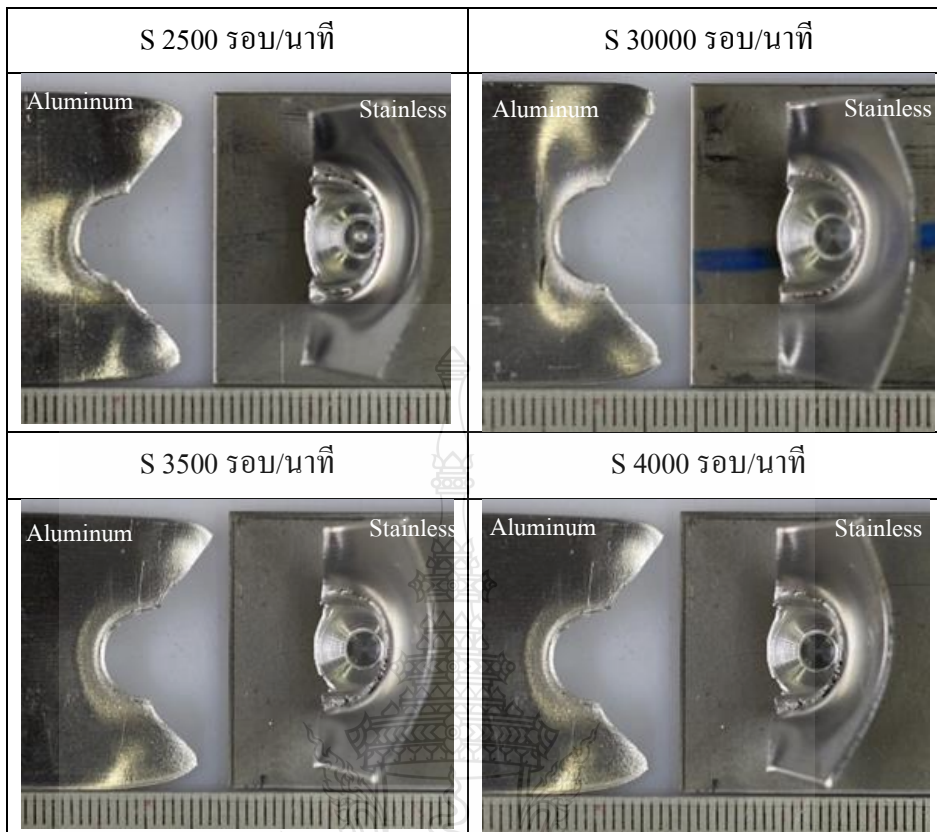 S 2500 รอบ/นาที
S 30000 รอบ/นาที
Aluminum
Stainless
Aluminum
Stainless
S 3500 รอบ/นาที
S 4000 รอบ/นาที
Aluminum
Stainless
Aluminum
Stainless